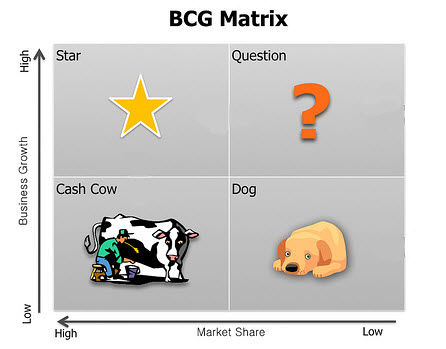 BCG Matrix
High
Star
Question
?
Business Growth
Cash Cow
Dog
Low
High
Market Share
Low